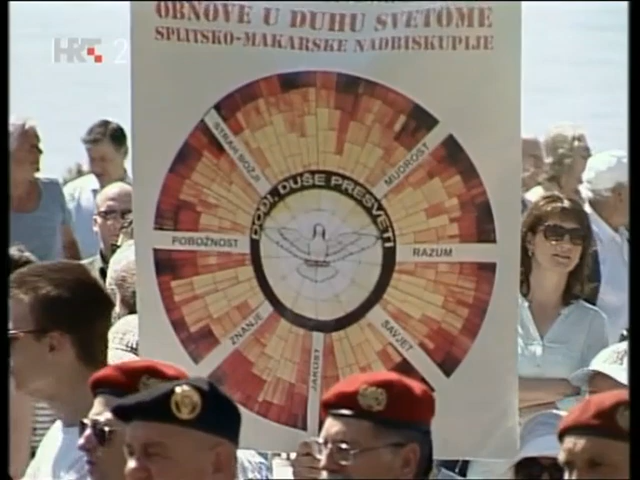 HRT 2
OBNOVE U DUHU SVETOME
SPLITSKO-MAKARSKE NADBISKUPIJE
STRAH BOŽJI
MUDROST
DOĐI, DUŠE PRESVETI
POBOŽNOST
RAZUM
ZNANJE
SAVJET
JAKOST